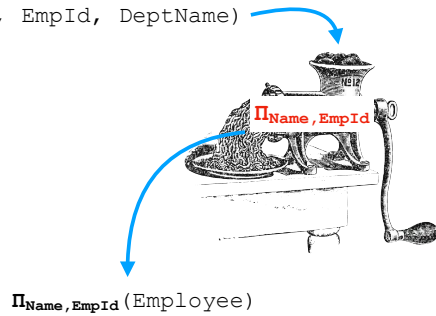 , EmpId, DeptName)
Nº12
ΠName,EmpId
ΠName,EmpId(Employee)